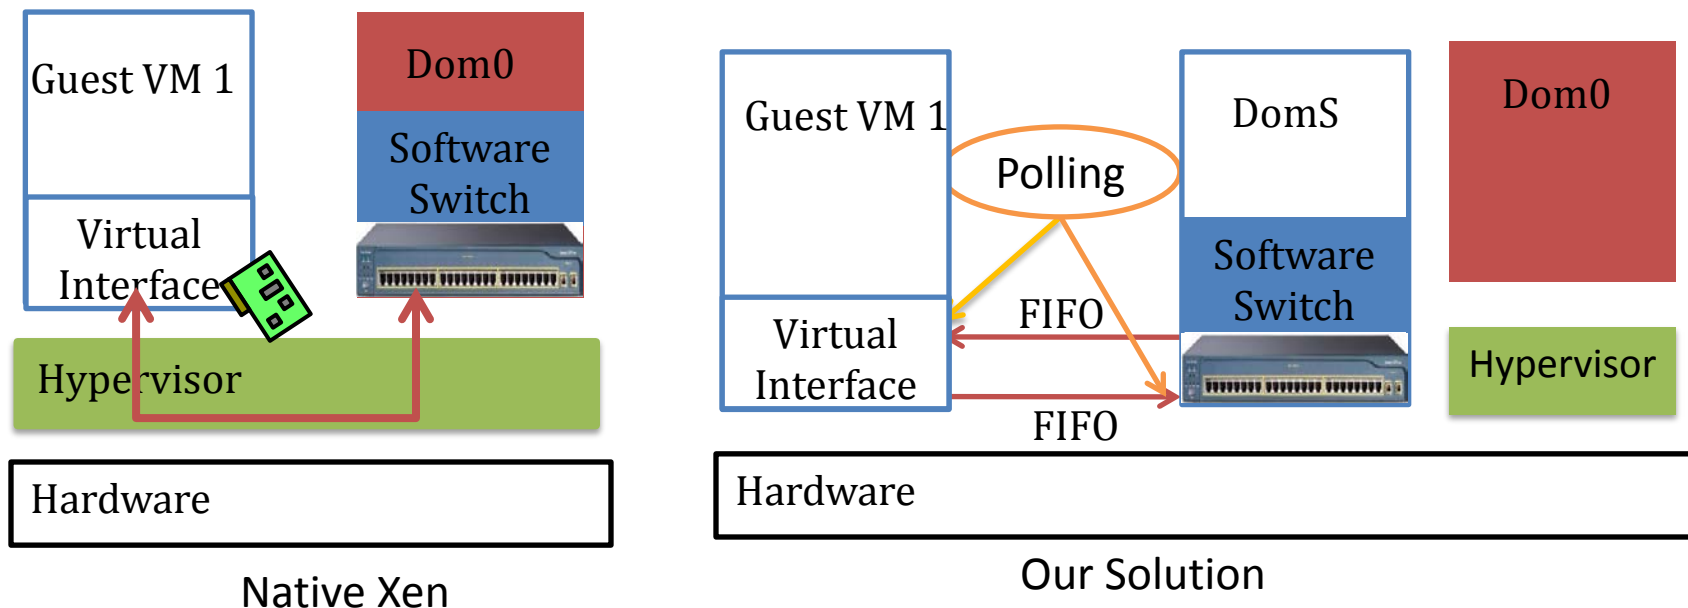 Guest VM 1
Dom0
Software
Switch
Virtual
Interface
Hypervisor
Hardware
Native Xen
Guest VM 1
Polling
DomS
Dom0
Software
Switch
FIFO
Virtual
Interface
FIFO
Hypervisor
Hardware
Our Solution